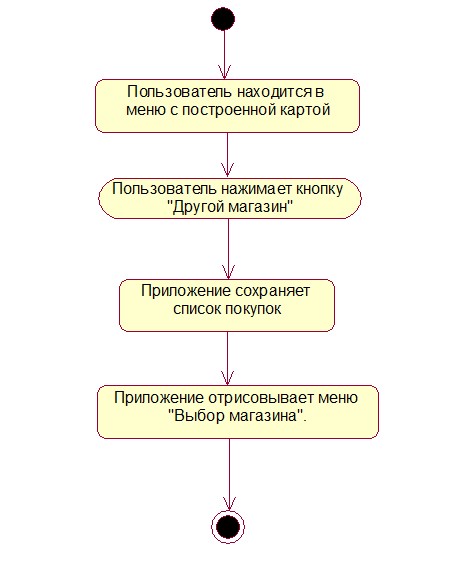 Пользователь находится в
меню с построенной картой
Пользователь нажимает кнопку
"Другой магазин"
Приложение сохраняет
список покупок
Приложение отрисовывает меню
"Выбор магазина".